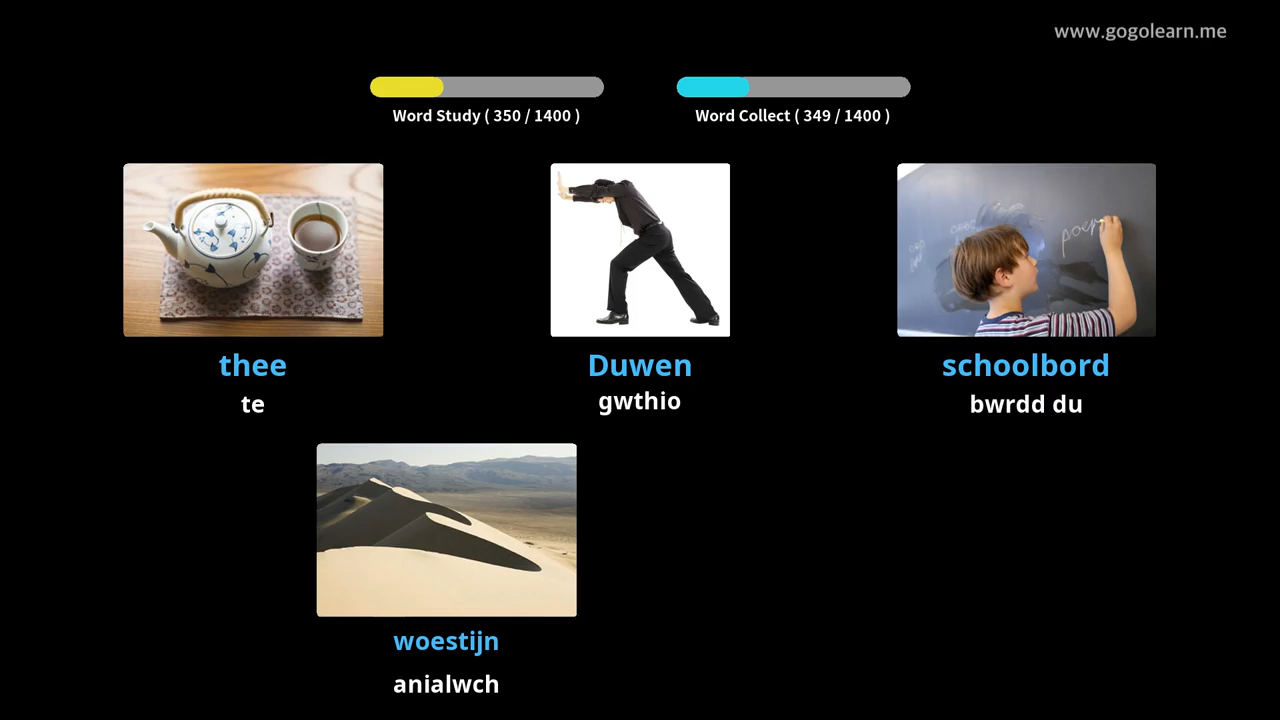 www.gogolearn.me
Word Study ( 350 / 1400 )
Word Collect ( 349 / 1400 )
poem
thee
te
Duwen
gwthio
schoolbord
bwrdd du
woestijn
anialwch